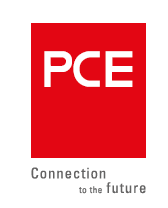 PCE
Connection
to the future